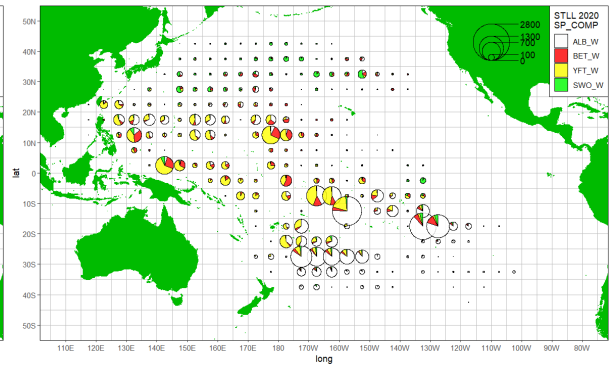 STLL 2020
SP_COMP
ALB_W
BET_W
YFT_W
SWO_W
2800
1300
700
100
0
50N
40N
30N
20N
10N
0
10S
20S
30S
40S
50S
lat
110E 120E 130E 140E 150E 160E 170E 180 170W 160W 150W 140W 130W 120W 110W 100W 90W 80W
long